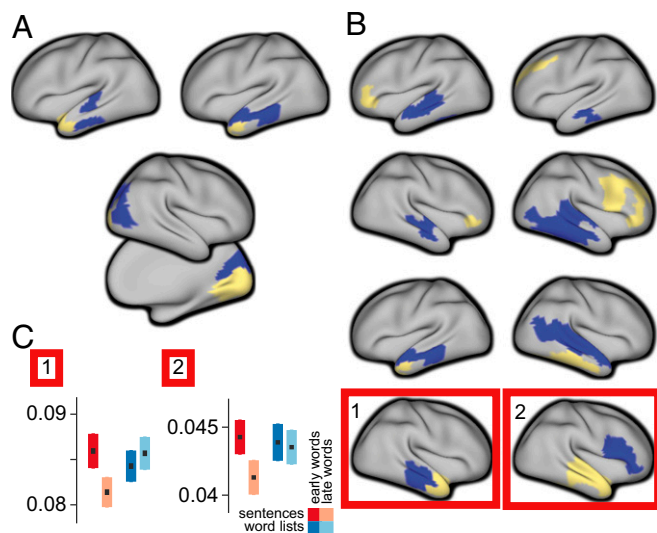 A
B
C
1
2
0.09
0.08
0.045
0.04
early words
late words
sentences
word lists
1
2